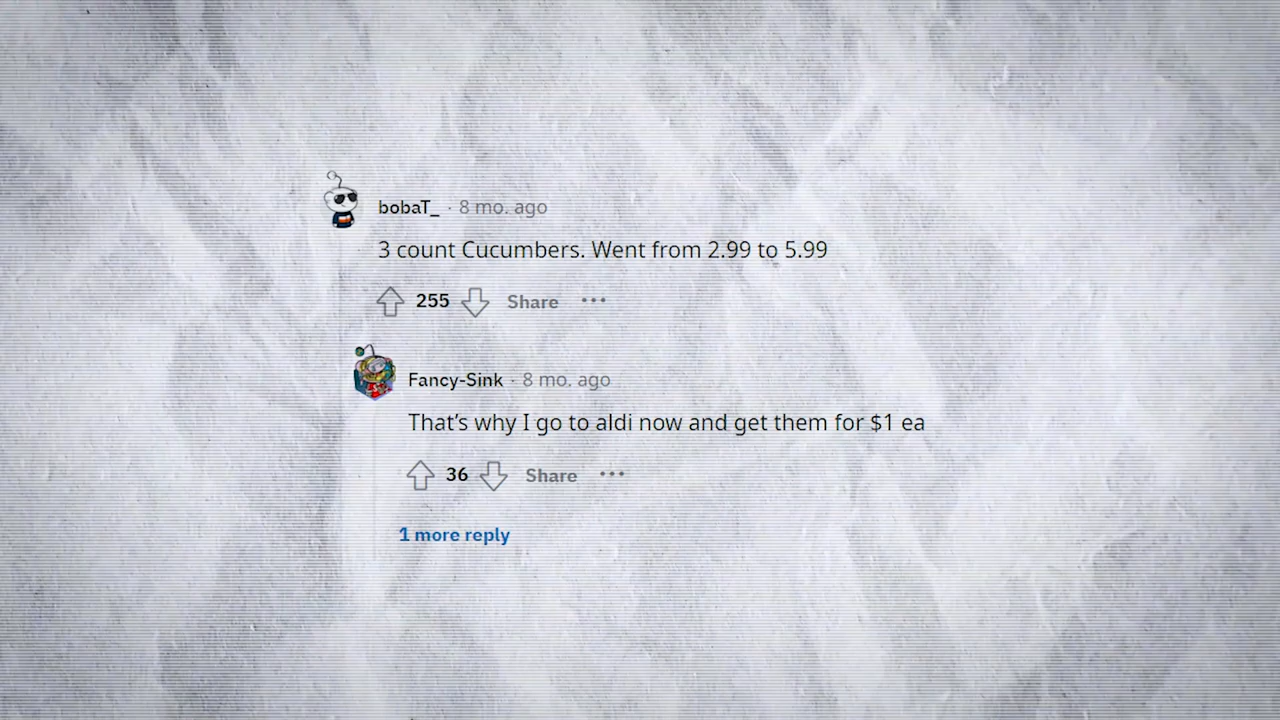 bobaT_ · 8 mo. ago
3 count Cucumbers. Went from 2.99 to 5.99
255 Share ...
Fancy-Sink · 8 mo. ago
That's why I go to aldi now and get them for $1 ea
36 Share ...
1 more reply